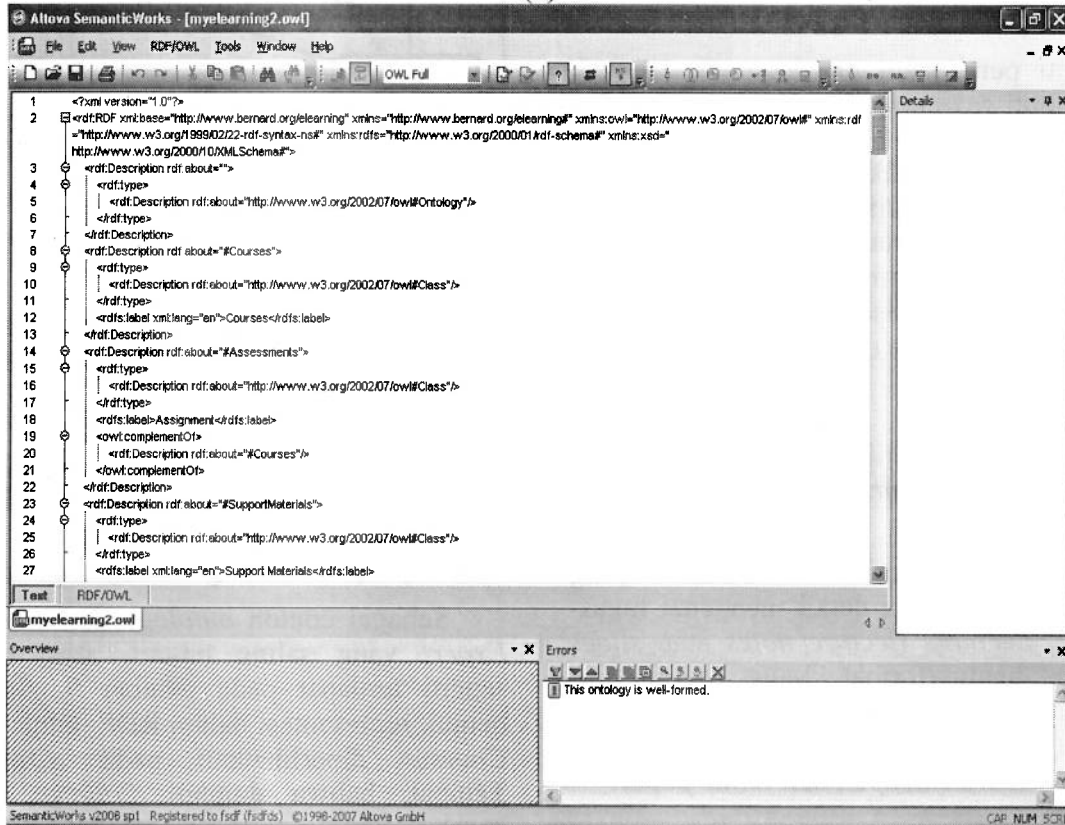 Altova SemanticWorks - [myelearning2.owl]
File Edit View RDF/OWL Tools Window Help
OWL Full
Details
1 <?xml version="1.0"?>
2 <rdf:RDF xml:base="http://www.bernard.org/elearning" xmlns="http://www.bernard.org/elearning#" xmlns:owl="http://www.w3.org/2002/07/owl#" xmlns:rdf
="http://www.w3.org/1999/02/22-rdf-syntax-ns#" xmlns:rdfs="http://www.w3.org/2000/01/rdf-schema#" xmlns:xsd="
http://www.w3.org/2000/10/XMLSchema#">
3 <rdf:Description rdf:about="">
4 <rdf:type>
5 <rdf:Description rdf:about="http://www.w3.org/2002/07/owl#Ontology"/>
6 </rdf:type>
7 </rdf:Description>
8 <rdf:Description rdf:about="#Courses">
9 <rdf:type>
10 <rdf:Description rdf:about="http://www.w3.org/2002/07/owl#Class"/>
11 </rdf:type>
12 <rdfs:label xml:lang="en">Courses</rdfs:label>
13 </rdf:Description>
14 <rdf:Description rdf:about="#Assessments">
15 <rdf:type>
16 <rdf:Description rdf:about="http://www.w3.org/2002/07/owl#Class"/>
17 </rdf:type>
18 <rdfs:label>Assignment</rdfs:label>
19 <owl:complementOf>
20 <rdf:Description rdf:about="#Courses"/>
21 </owl:complementOf>
22 </rdf:Description>
23 <rdf:Description rdf:about="#SupportMaterials">
24 <rdf:type>
25 <rdf:Description rdf:about="http://www.w3.org/2002/07/owl#Class"/>
26 </rdf:type>
27 <rdfs:label xml:lang="en">Support Materials</rdfs:label>
Text RDF/OWL
myelearning2.owl
Overview
Errors
This ontology is well-formed.
SemanticWorks v2008 sp1 Registered to fsdf (fsdfds) ©1998-2007 Altova GmbH
CAP NUM SCRL